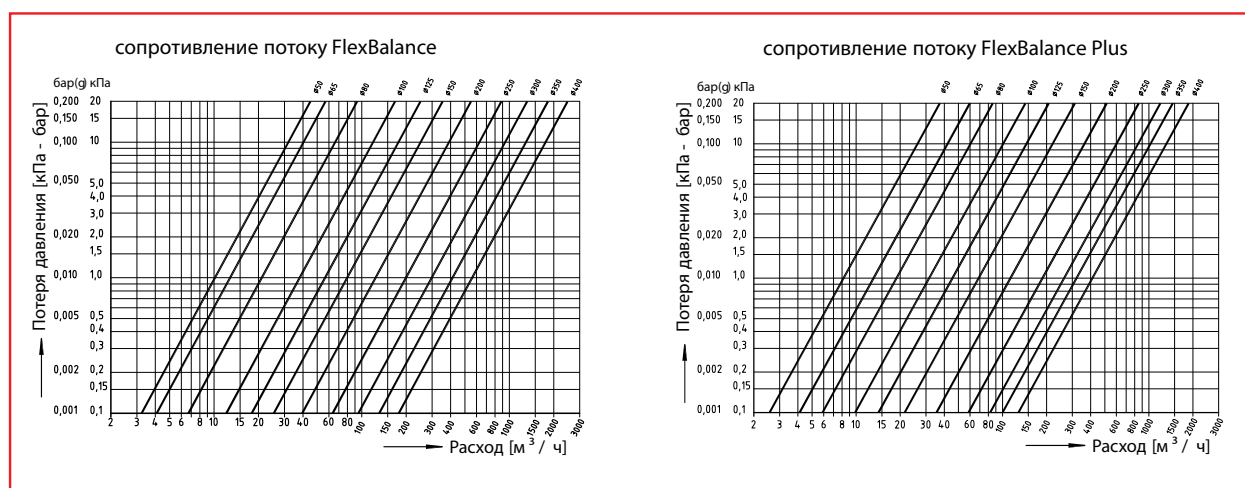 сопротивление потоку FlexBalance
бар(g) кПа
ø50 ø65 ø80 ø100 ø125 ø150 ø200 ø250 ø300 ø350 ø400
0,200 20
0,150 15
0,100 10
0,050 5,0
4,0
3,0
0,020 2,0
1,5
0,010 1,0
0,005 0,5
0,4
0,3
0,002 0,2
0,15
0,001 0,1
Потеря давления [кПа - бар]
2 3 4 5 6 8 10 15 20 30 40 60 80 100 150 200 300 400 600 800 1000 1500 2000 3000
Расход [м³ / ч]
сопротивление потоку FlexBalance Plus
бар(g) кПа
ø50 ø65 ø80 ø100 ø125 ø150 ø200 ø250 ø300 ø350 ø400
0,200 20
0,150 15
0,100 10
0,050 5,0
4,0
3,0
0,020 2,0
1,5
0,010 1,0
0,005 0,5
0,4
0,3
0,002 0,2
0,15
0,001 0,1
Потеря давления [кПа - бар]
2 3 4 5 6 8 10 15 20 30 40 60 80 100 150 200 300 400 600 800 1000 1500 2000 3000
Расход [м³ / ч]